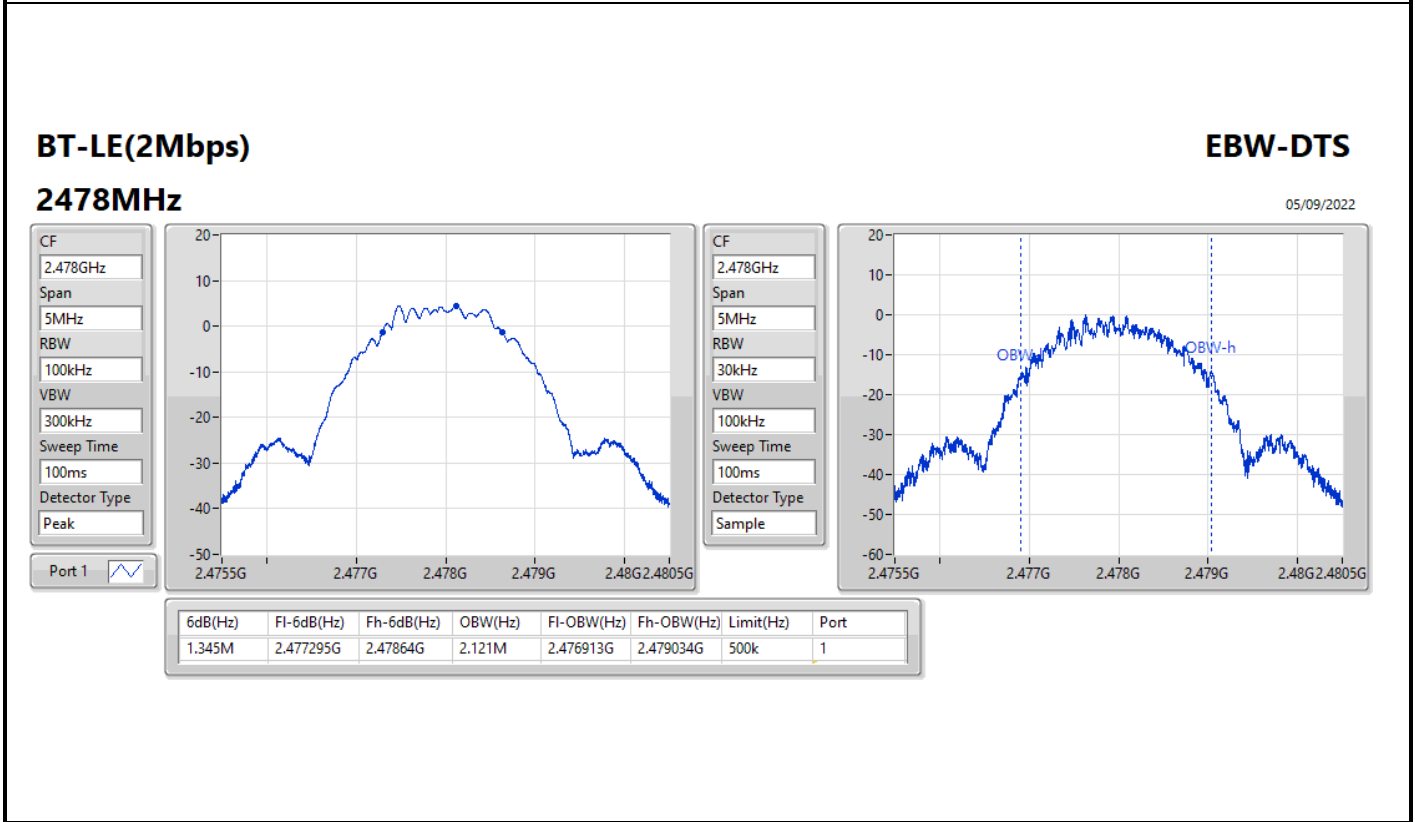 BT-LE(2Mbps)
EBW-DTS
2478MHz
05/09/2022
CF
2.478GHz
Span
5MHz
RBW
100kHz
VBW
300kHz
Sweep Time
100ms
Detector Type
Peak
Port 1
20
10
0
-10
-20
-30
-40
-50
2.4755G 2.477G 2.478G 2.479G 2.48G 2.4805G
CF
2.478GHz
Span
5MHz
RBW
30kHz
VBW
100kHz
Sweep Time
100ms
Detector Type
Sample
20
10
0
-10
-20
-30
-40
-50
-60
OBW-h
2.4755G 2.477G 2.478G 2.479G 2.48G 2.4805G
6dB(Hz) Fl-6dB(Hz) Fh-6dB(Hz) OBW(Hz) Fl-OBW(Hz) Fh-OBW(Hz) Limit(Hz) Port
1.345M 2.477295G 2.47864G 2.121M 2.476913G 2.479034G 500k 1